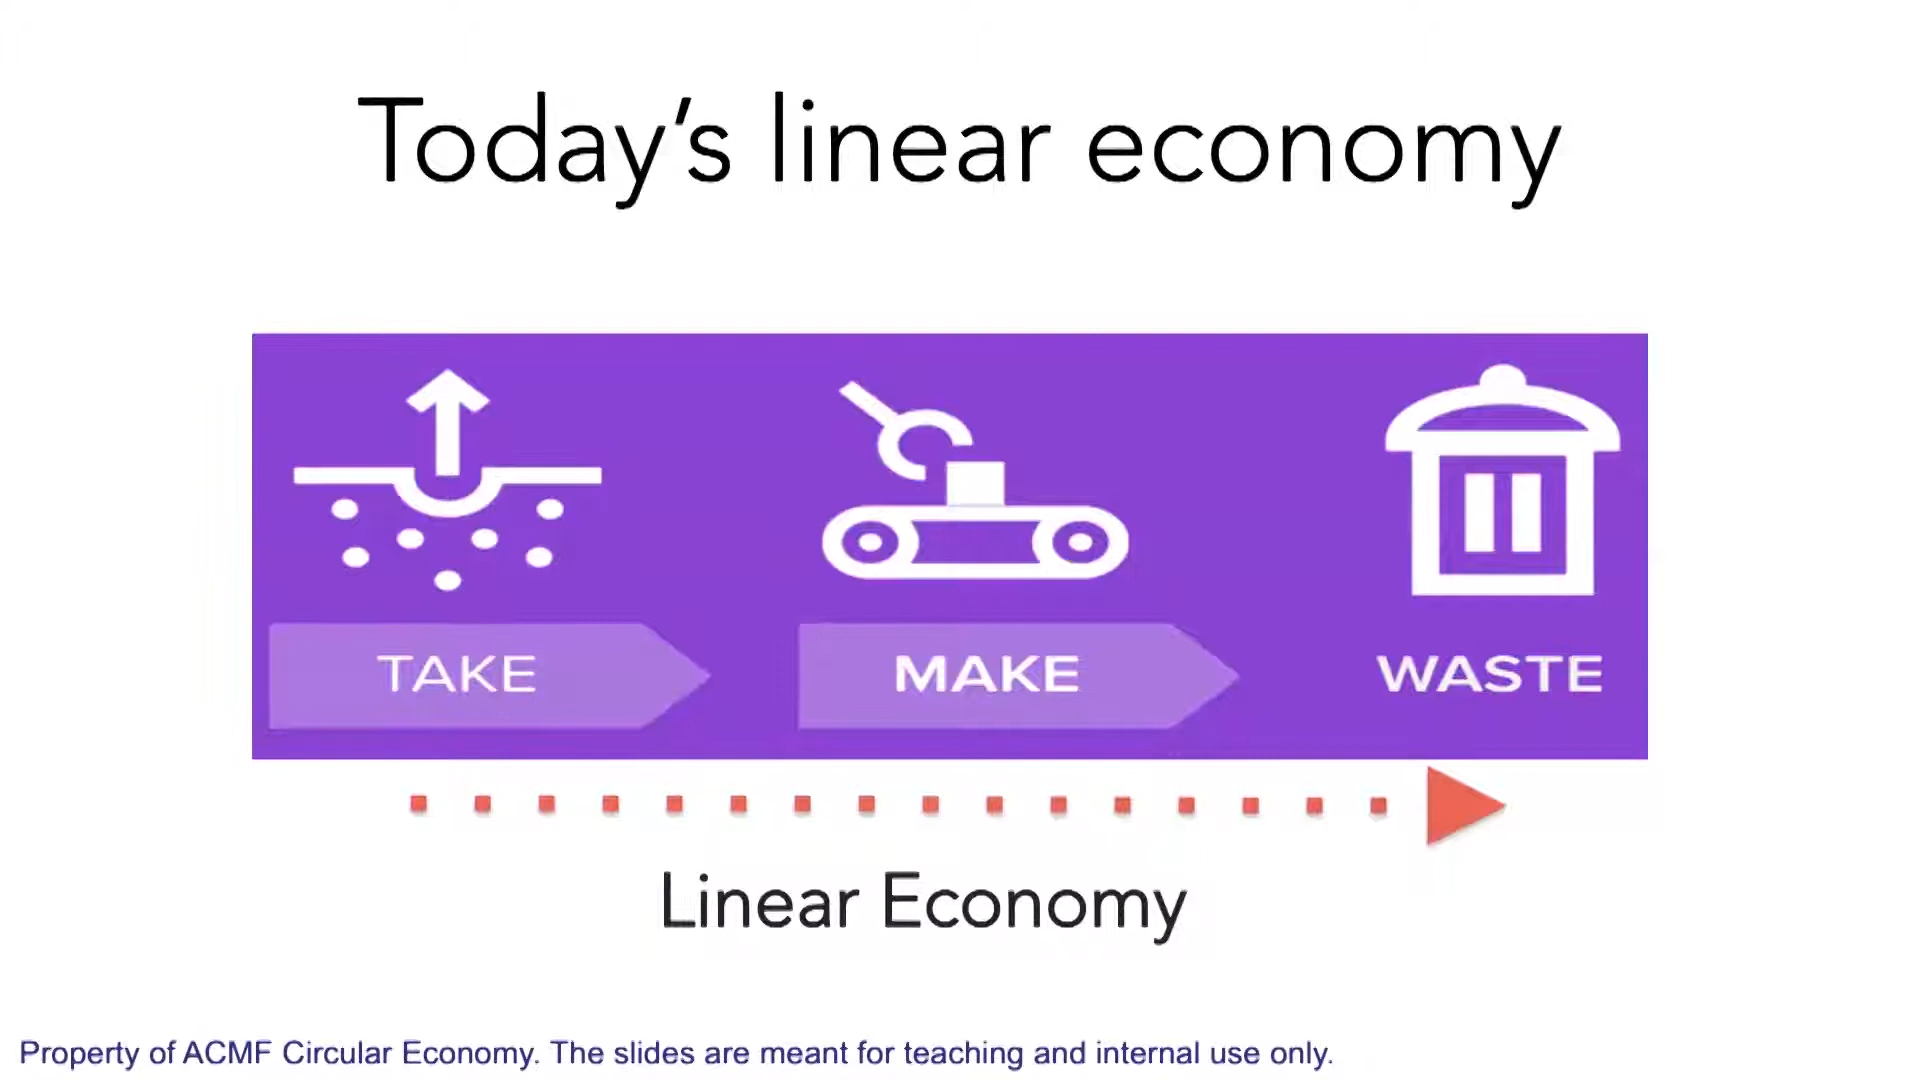 Today’s linear economy
TAKE
MAKE
WASTE
Linear Economy
Property of ACMF Circular Economy. The slides are meant for teaching and internal use only.